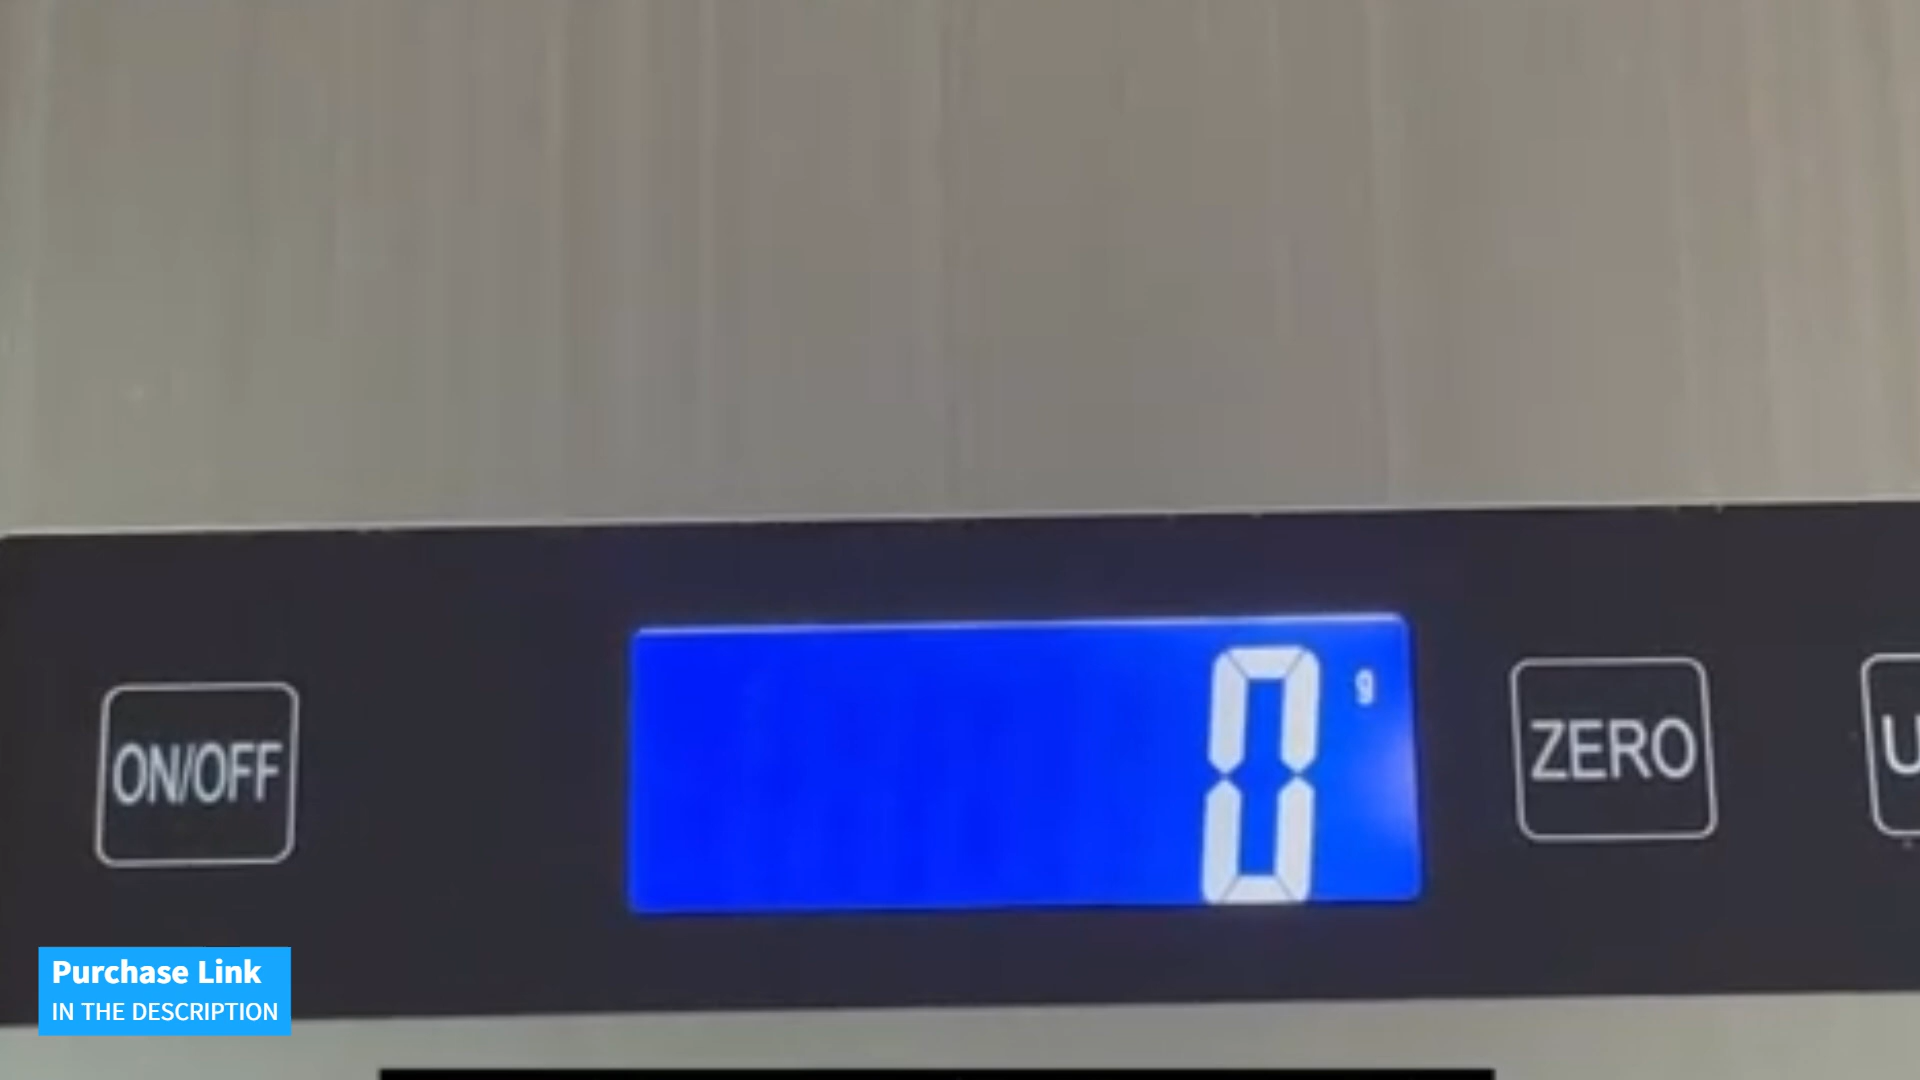 0 g
ON/OFF
ZERO
U
Purchase Link
IN THE DESCRIPTION